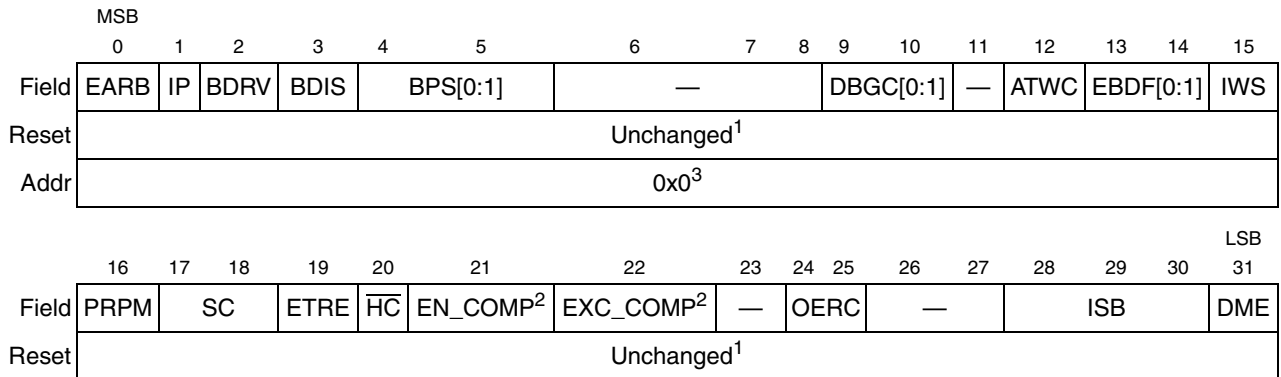 MSB
0 1 2 3 4 5 6 7 8 9 10 11 12 13 14 15
Field EARB IP BDRV BDIS BPS[0:1] — DBGC[0:1] — ATWC EBDF[0:1] IWS
Reset Unchanged1
Addr 0x03
LSB
16 17 18 19 20 21 22 23 24 25 26 27 28 29 30 31
Field PRPM SC ETRE HC EN_COMP2 EXC_COMP2 — OERC — ISB DME
Reset Unchanged1